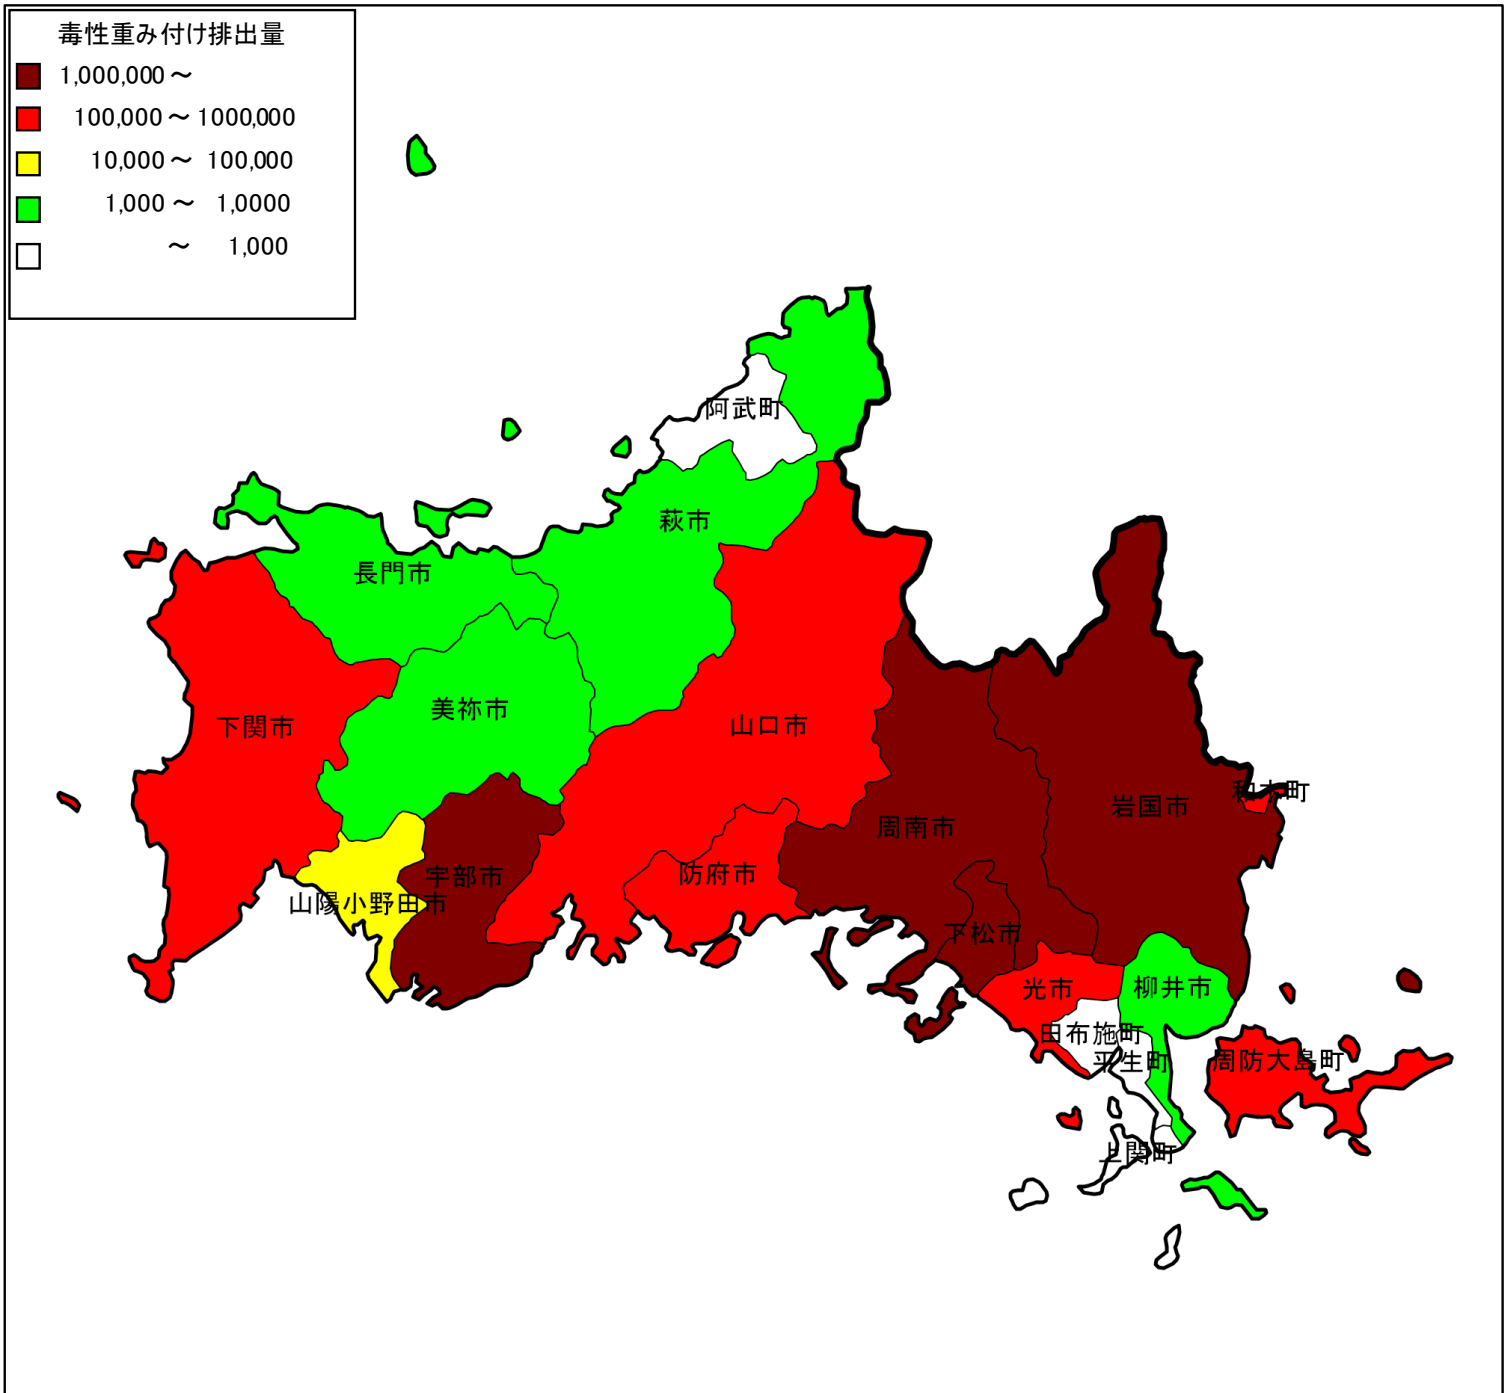 毒性重み付け排出量
1,000,000～
100,000～1000,000
10,000～ 100,000
1,000～ 1,0000
～ 1,000
阿武町
萩市
長門市
美祢市
下関市
山口市
和木町
岩国市
周南市
防府市
宇部市
山陽小野田市
下松市
光市
柳井市
田布施町
平生町
周防大島町
上関町